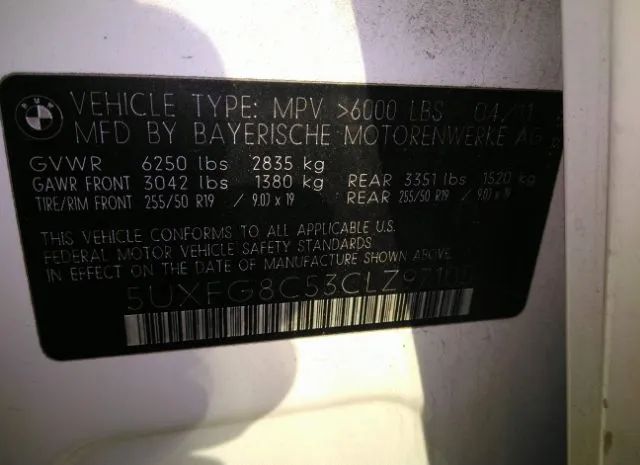 BMW
VEHICLE TYPE: MPV >6000 LBS 04/11
MFD BY BAYERISCHE MOTORENWERKE AG
GVWR 6250 lbs 2835 kg
GAWR FRONT 3042 lbs 1380 kg REAR 3351 lbs 1520 kg
TIRE/RIM FRONT 255/50 R19 / 9.0J x 19 REAR 255/50 R19 / 9.0J x 19
THIS VEHICLE CONFORMS TO ALL APPLICABLE U.S.
FEDERAL MOTOR VEHICLE SAFETY STANDARDS
IN EFFECT ON THE DATE OF MANUFACTURE SHOWN ABOVE.